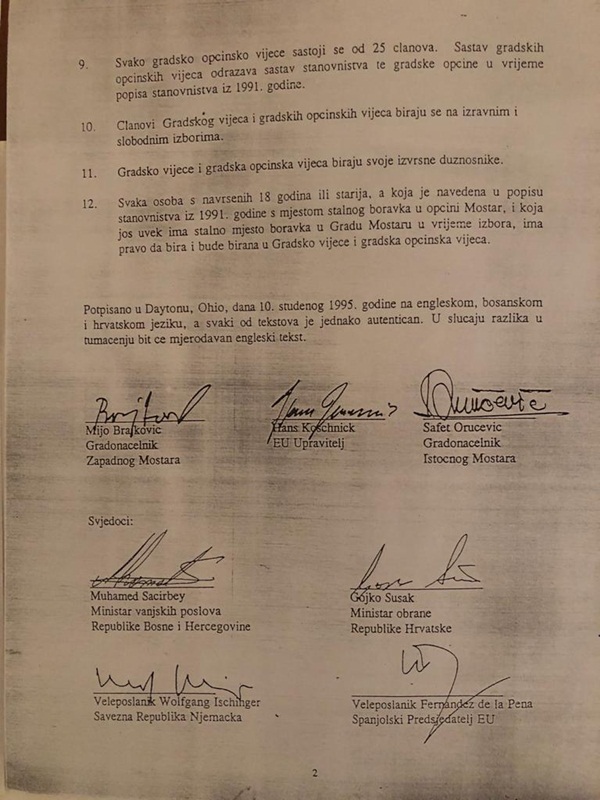 9. Svako gradsko opcinsko vijece sastoji se od 25 clanova. Sastav gradskih
opcinskih vijeca odrazava sastav stanovnistva te gradske opcine u vrijeme
popisa stanovnistva iz 1991. godine.
10. Clanovi Gradskog vijeca i gradskih opcinskih vijeca biraju se na izravnim i
slobodnim izborima.
11. Gradsko vijece i gradska opcinska vijeca biraju svoje izvrsne duznosnike.
12. Svaka osoba s navrsenih 18 godina ili starija, a koja je navedena u popisu
stanovnistva iz 1991. godine s mjestom stalnog boravka u opcini Mostar, i koja
jos uvek ima stalno mjesto boravka u Gradu Mostaru u vrijeme izbora, ima
pravo da bira i bude birana u Gradsko vijece i gradska opcinska vijeca.
Potpisano u Daytonu, Ohio, dana 10. studenog 1995. godine na engleskom, bosanskom
i hrvatskom jeziku, a svaki od tekstova je jednako autentican. U slucaju razlika u
tumacenju bit ce mjerodavan engleski tekst.
Mijo Brajkovic
Gradonacelnik
Zapadnog Mostara
Hans Koschnick
EU Upravitelj
Orucević
Safet Orucevic
Gradonacelnik
Istocnog Mostara
Svjedoci:
Muhamed Sacirbey
Ministar vanjskih poslova
Republike Bosne i Hercegovine
Gojko Susak
Ministar obrane
Republike Hrvatske
Veleposlanik Wolfgang Ischinger
Savezna Republika Njemacka
Veleposlanik Fernandez de la Pena
Spanjolski Predsjedatelj EU
2